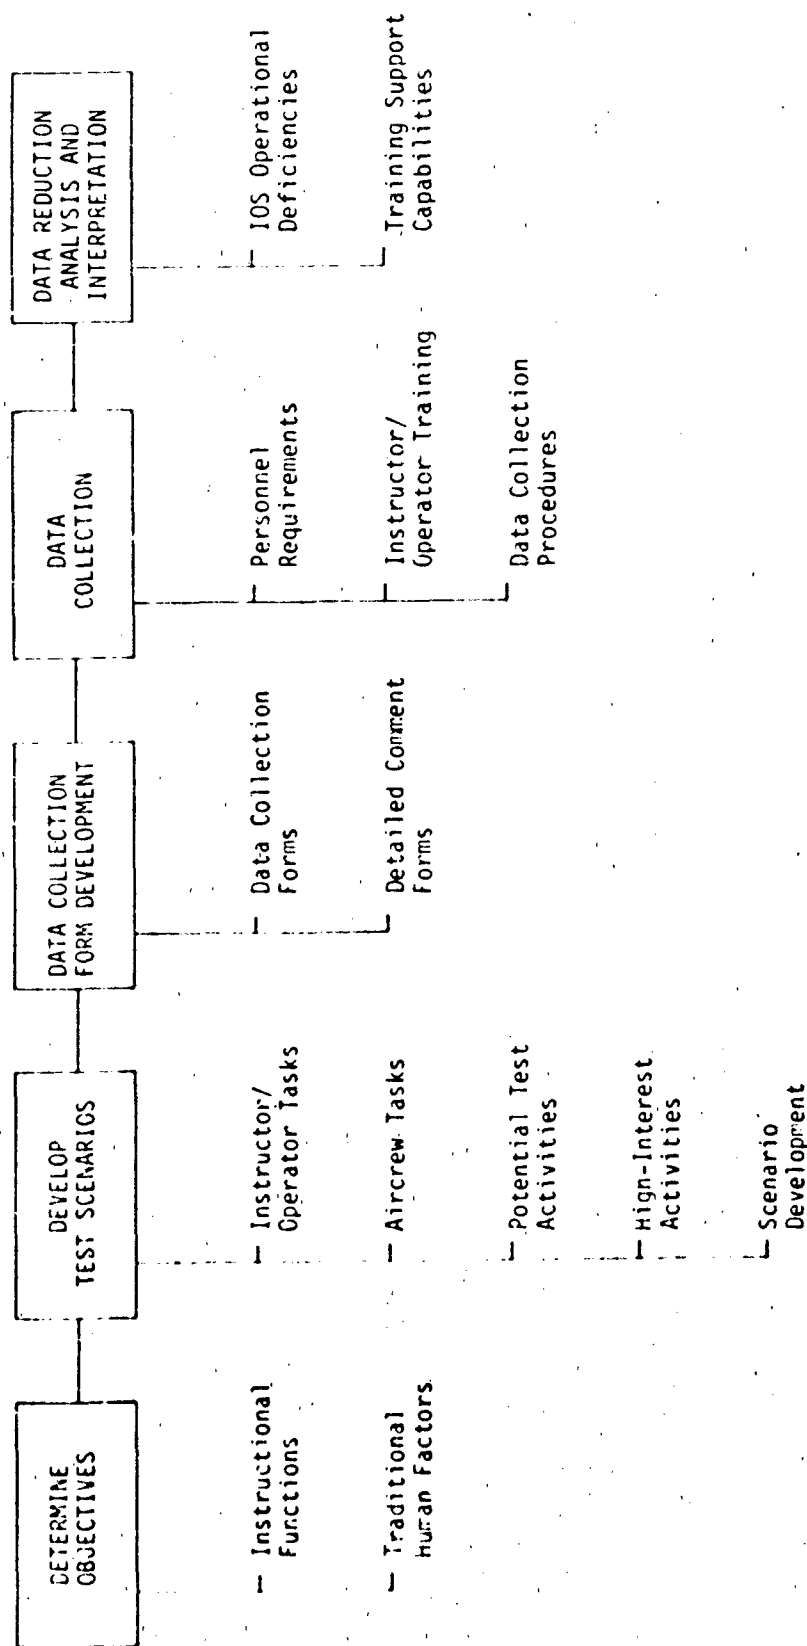 DETERMINE
OBJECTIVES
Instructional
Functions
Traditional
Human Factors
DEVELOP
TEST SCENARIOS
Instructor/
Operator Tasks
Aircrew Tasks
Potential Test
Activities
Hign-Interest
Activities
Scenario
Development
DATA COLLECTION
FORM DEVELOPMENT
Data Collection
Forms
Detailed Comment
Forms
DATA
COLLECTION
Personnel
Requirements
Instructor/
Operator Training
Data Collection
Procedures
DATA REDUCTION
ANALYSIS AND
INTERPRETATION
IOS Operational
Deficiencies
Training Support
Capabilities